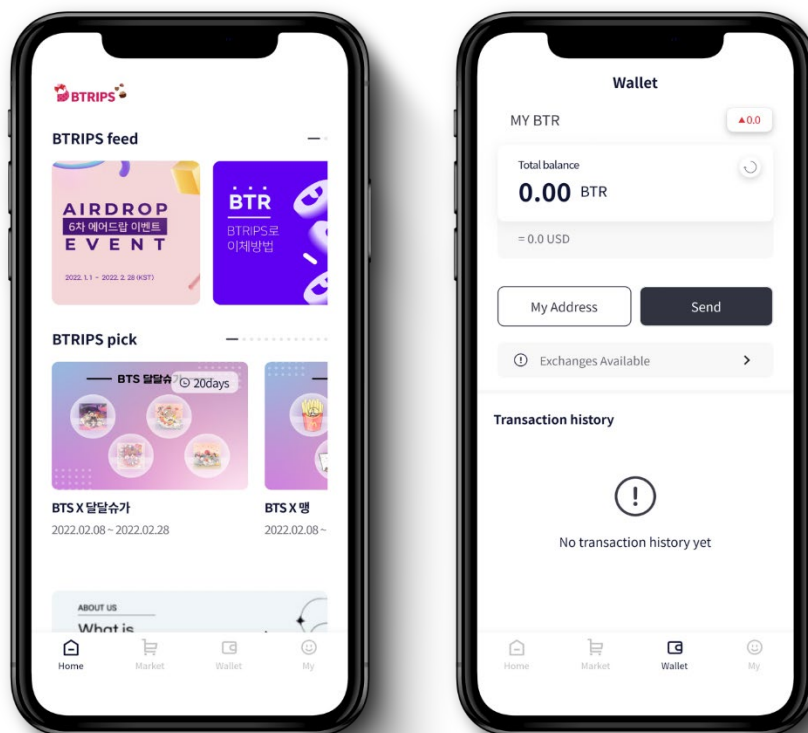 BTRIPS
BTRIPS feed
AIRDROP
6차 에어드랍 이벤트
EVENT
2022. 1. 1 ~ 2022. 2. 28 (KST)
BTR
BTRIPS로
이체방법
BTRIPS pick
BTS 달달슈가
20days
BTS X 달달슈가
2022.02.08 ~ 2022.02.28
BTS X 맹
2022.02.08 ~
ABOUT US
What is
Home
Market
Wallet
My
Wallet
MY BTR
▲0.0
Total balance
0.00 BTR
= 0.0 USD
My Address
Send
Exchanges Available
Transaction history
No transaction history yet
Home
Market
Wallet
My